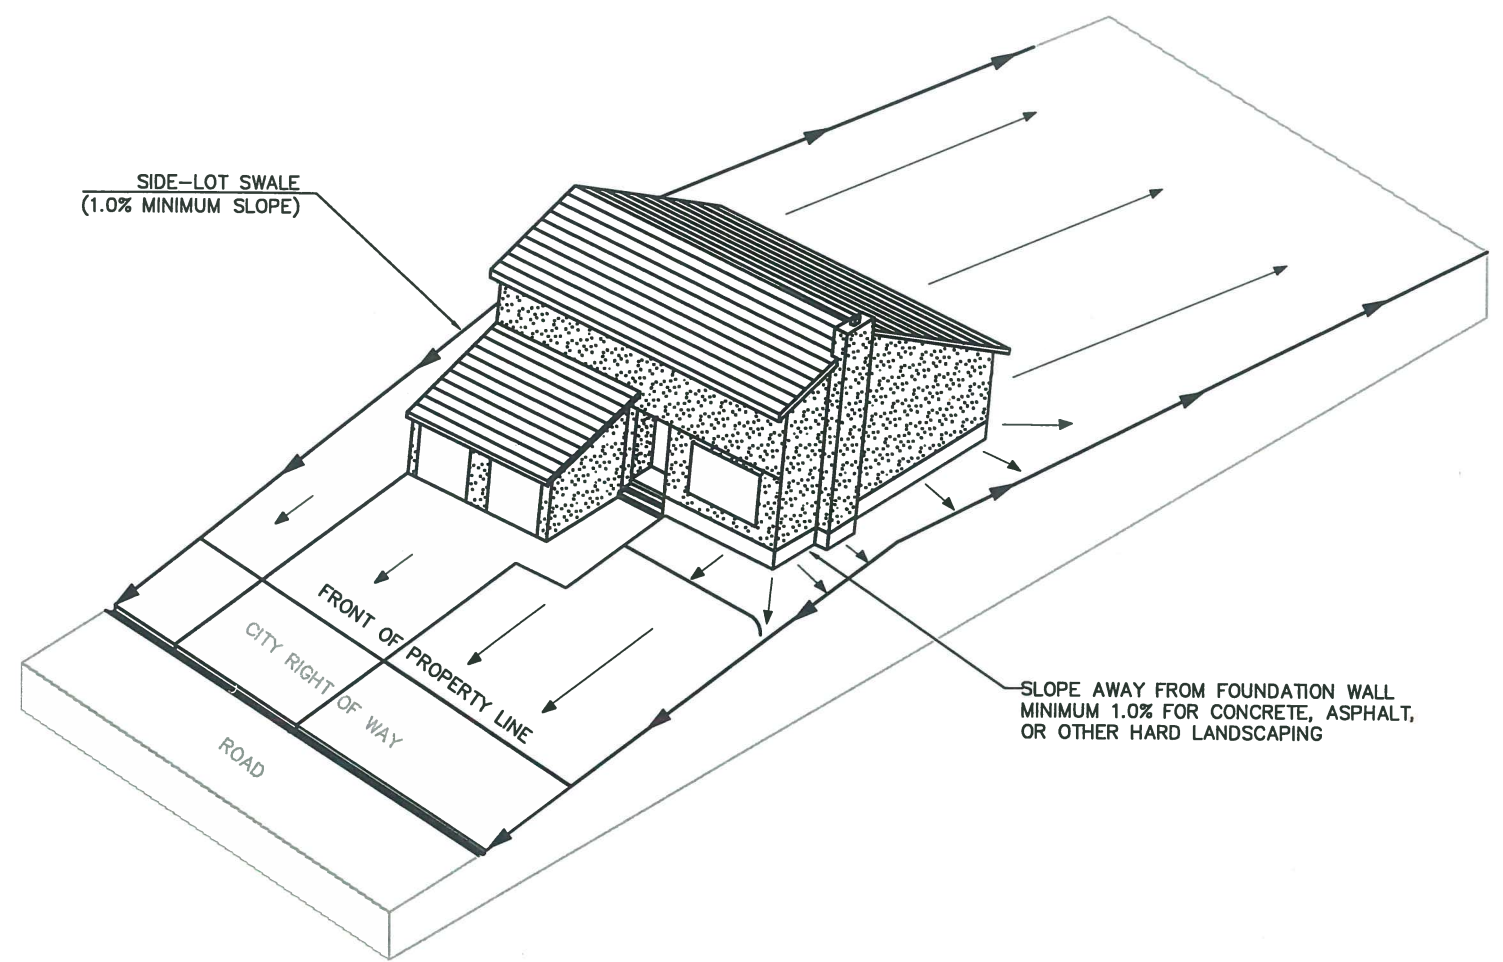 SIDE-LOT SWALE
(1.0% MINIMUM SLOPE)
FRONT OF PROPERTY LINE
CITY RIGHT OF WAY
ROAD
SLOPE AWAY FROM FOUNDATION WALL
MINIMUM 1.0% FOR CONCRETE, ASPHALT,
OR OTHER HARD LANDSCAPING